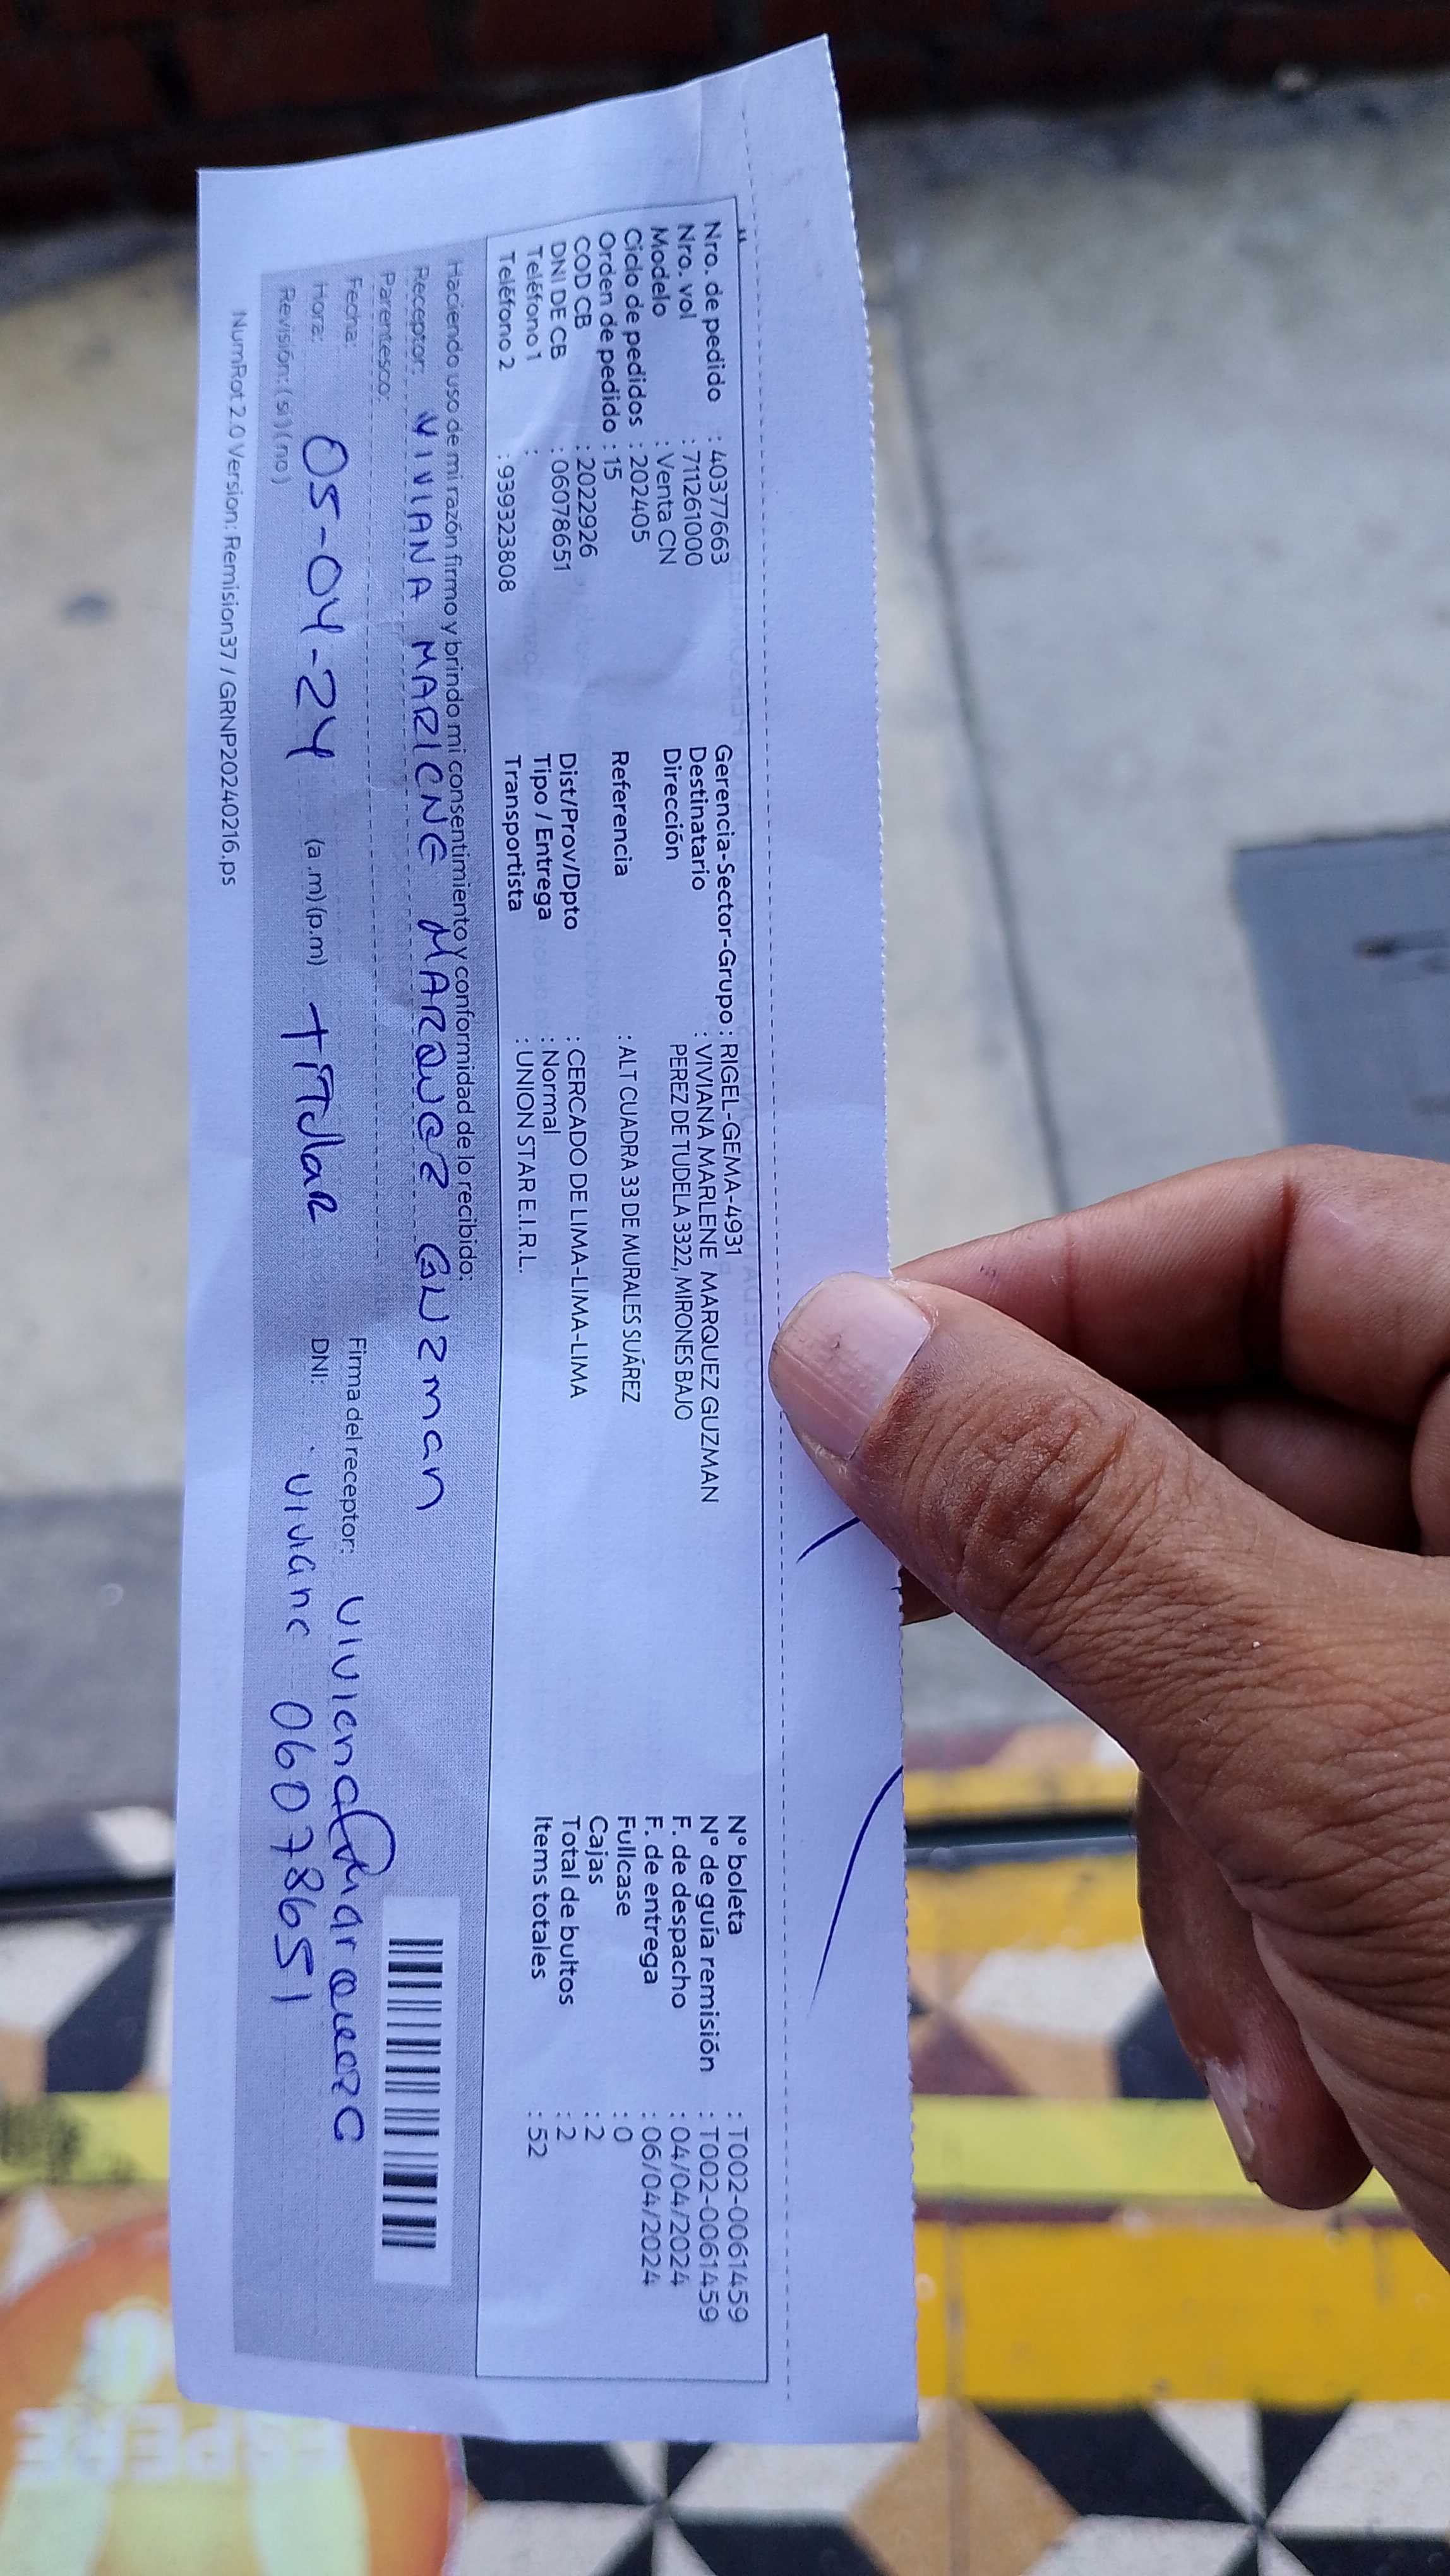 Nro. de pedido : 40377663
Nro. vol : 711261000
Modelo : Venta CN
Ciclo de pedidos : 202405
Orden de pedido : 15
COD CB : 2022926
DNI DE CB : 06078651
Teléfono 1 :
Teléfono 2 : 939323808
Gerencia-Sector-Grupo : RIGEL-GEMA-4931
Destinatario : VIVIANA MARLENE MARQUEZ GUZMAN
Dirección PEREZ DE TUDELA 3322, MIRONES BAJO
Referencia : ALT CUADRA 33 DE MURALES SUÁREZ
Dist/Prov/Dpto : CERCADO DE LIMA-LIMA-LIMA
Tipo / Entrega : Normal
Transportista : UNION STAR E.I.R.L.
N° boleta : T002-0061459
N° de guía remisión : T002-0061459
F. de despacho : 04/04/2024
F. de entrega : 06/04/2024
Fullcase : 0
Cajas : 2
Total de bultos : 2
Items totales : 52
Haciendo uso de mi razón firmo y brindo mi consentimiento y conformidad de lo recibido:
Receptor: VIVIANA MARLENE MARQUEZ GUZman
Parentesco:
Fecha:
Hora: 05-04-24 (a.m)(p.m) TITULAR
Revisión: (si) (no)
Firma del receptor:
DNI: 06078651
NumRot 2.0 Version: Remision37 / GRNP20240216.ps
ESPERE